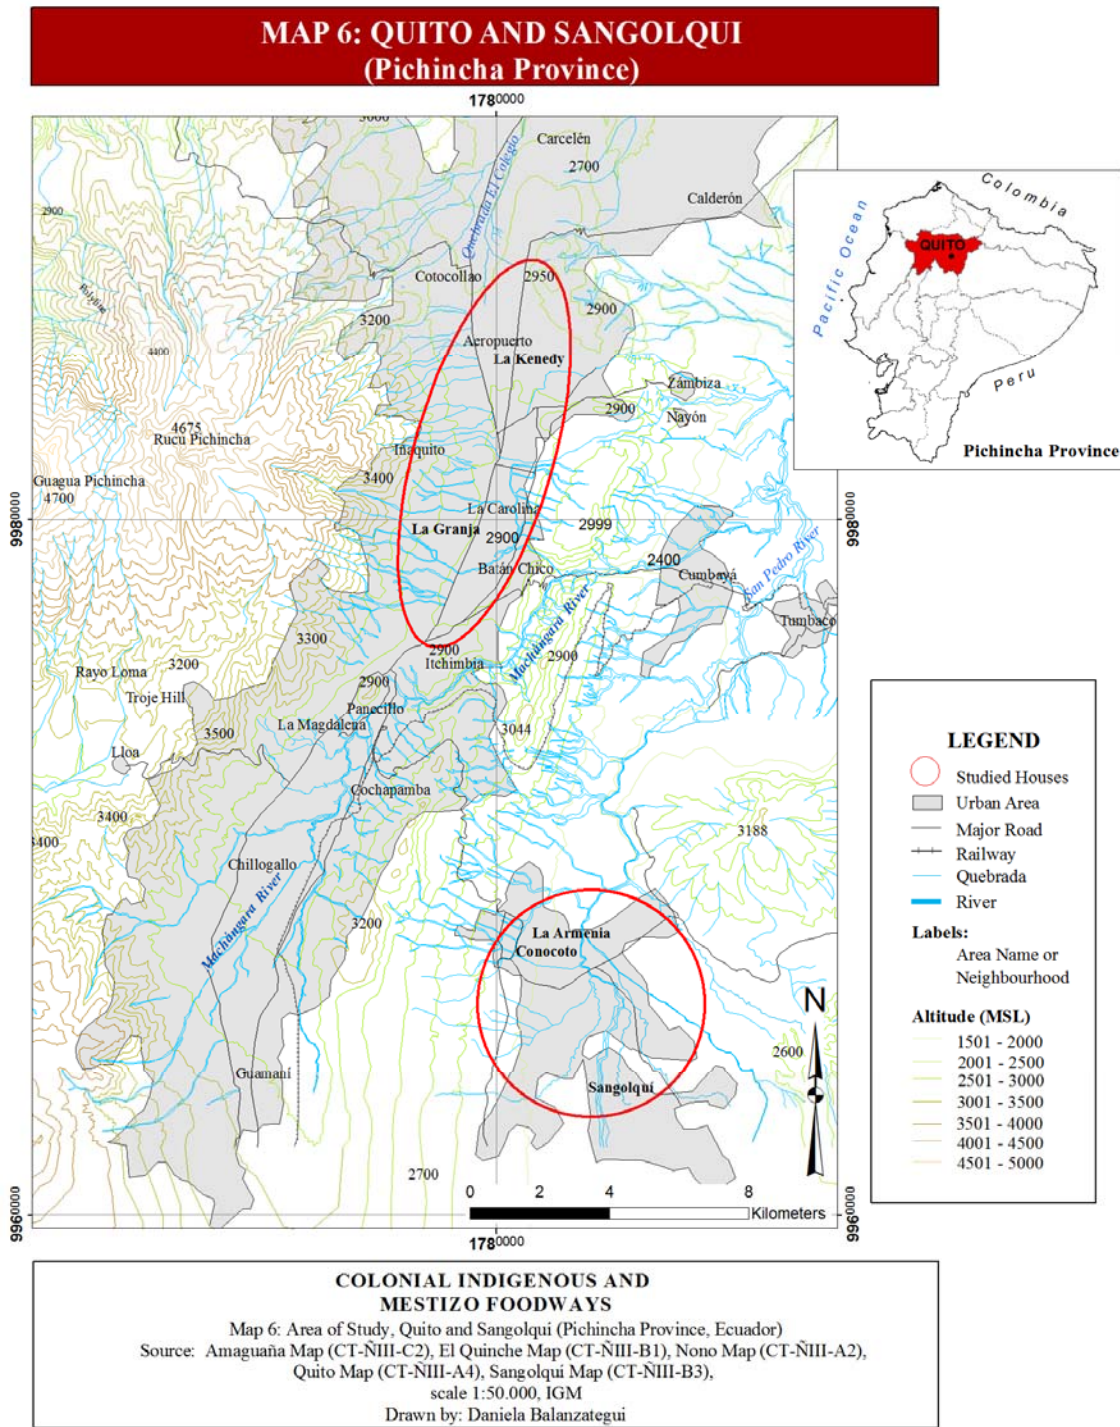 MAP 6: QUITO AND SANGOLQUI
(Pichincha Province)
1780000
3000
Carcelén
2700
Calderón
Quebrada El Colegio
2900
Cotocollao
2950
2900
Polyline
3200
4400
Aeropuerto
La Kenedy
Zámbiza
2900
Nayón
4675
Rucu Pichincha
Iñaquito
3400
Guagua Pichincha
4700
La Carolina
La Granja
2999
2900
9980000
9980000
2400
Batán Chico
Cumbayá
San Pedro River
Tumbaco
Machángara River
3300
2900
Itchimbia
2900
3200
Rayo Loma
Troje Hill
2900
Panecillo
La Magdalena
3044
3500
Lloa
Cochapamba
3400
3400
3188
Chillogallo
Machángara River
3200
La Armenia
Conocoto
2600
Guamaní
Sangolquí
2700
N
0 2 4 8
Kilometers
9960000
9960000
1780000
Colombia
Pacific Ocean
QUITO
Peru
Pichincha Province
LEGEND
Studied Houses
Urban Area
Major Road
Railway
Quebrada
River
Labels:
Area Name or
Neighbourhood
Altitude (MSL)
1501 - 2000
2001 - 2500
2501 - 3000
3001 - 3500
3501 - 4000
4001 - 4500
4501 - 5000
COLONIAL INDIGENOUS AND
MESTIZO FOODWAYS
Map 6: Area of Study, Quito and Sangolqui (Pichincha Province, Ecuador)
Source: Amaguaña Map (CT-ÑIII-C2), El Quinche Map (CT-ÑIII-B1), Nono Map (CT-ÑIII-A2),
Quito Map (CT-ÑIII-A4), Sangolquí Map (CT-ÑIII-B3),
scale 1:50.000, IGM
Drawn by: Daniela Balanzategui